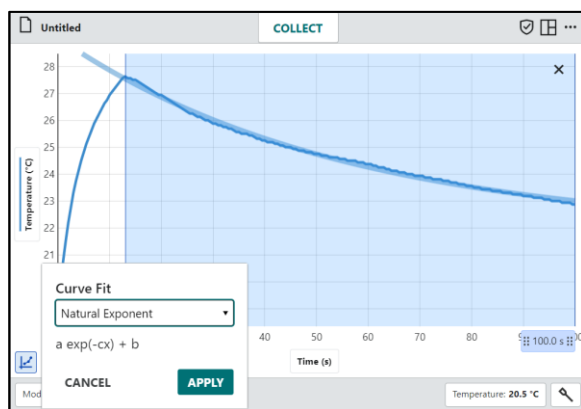 Untitled
COLLECT
28
27
26
25
24
23
22
21
Temperature (°C)
Curve Fit
Natural Exponent
a exp(-cx) + b
CANCEL
APPLY
40 50 60 70 80 90
100.0 s
Time (s)
Mod
Temperature: 20.5 °C